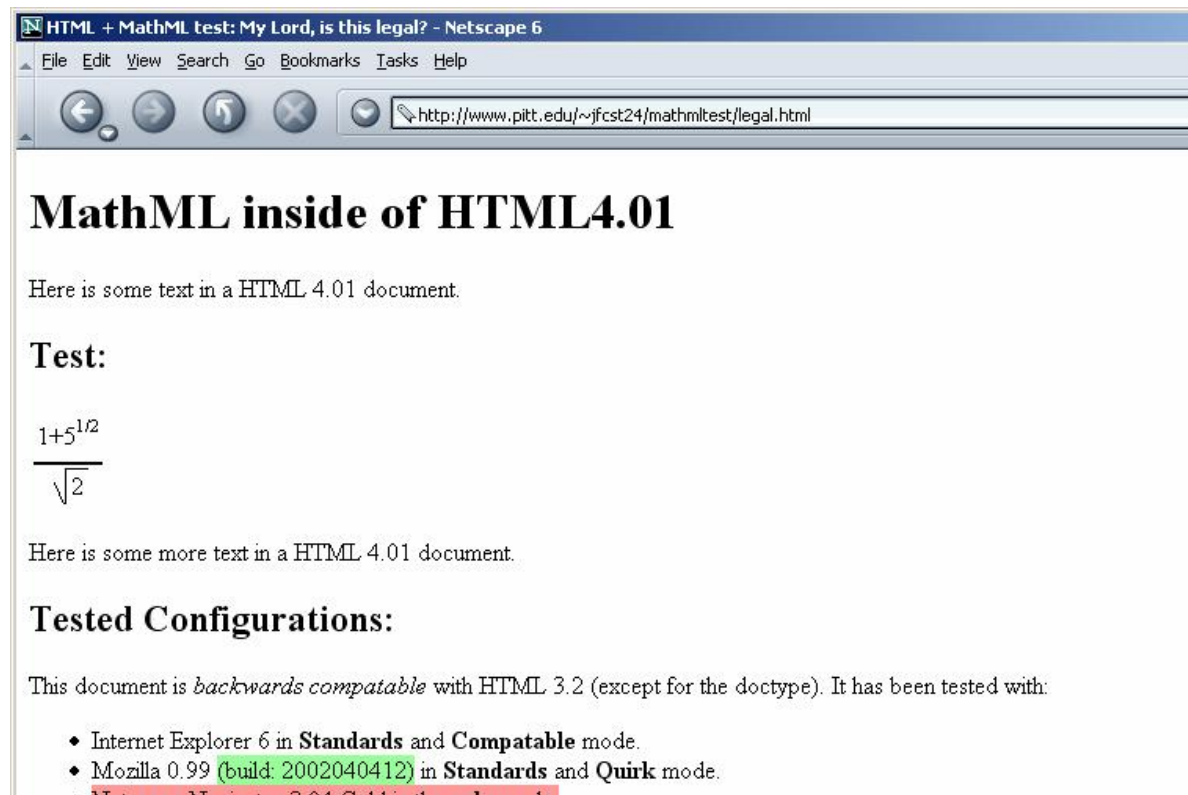 HTML + MathML test: My Lord, is this legal? - Netscape 6
File Edit View Search Go Bookmarks Tasks Help
http://www.pitt.edu/~jfcst24/mathmltest/legal.html
MathML inside of HTML4.01
Here is some text in a HTML 4.01 document.
Test:
1+5^1/2
√2
Here is some more text in a HTML 4.01 document.
Tested Configurations:
This document is backwards compatable with HTML 3.2 (except for the doctype). It has been tested with:
• Internet Explorer 6 in Standards and Compatable mode.
• Mozilla 0.99 (build: 2002040412) in Standards and Quirk mode.